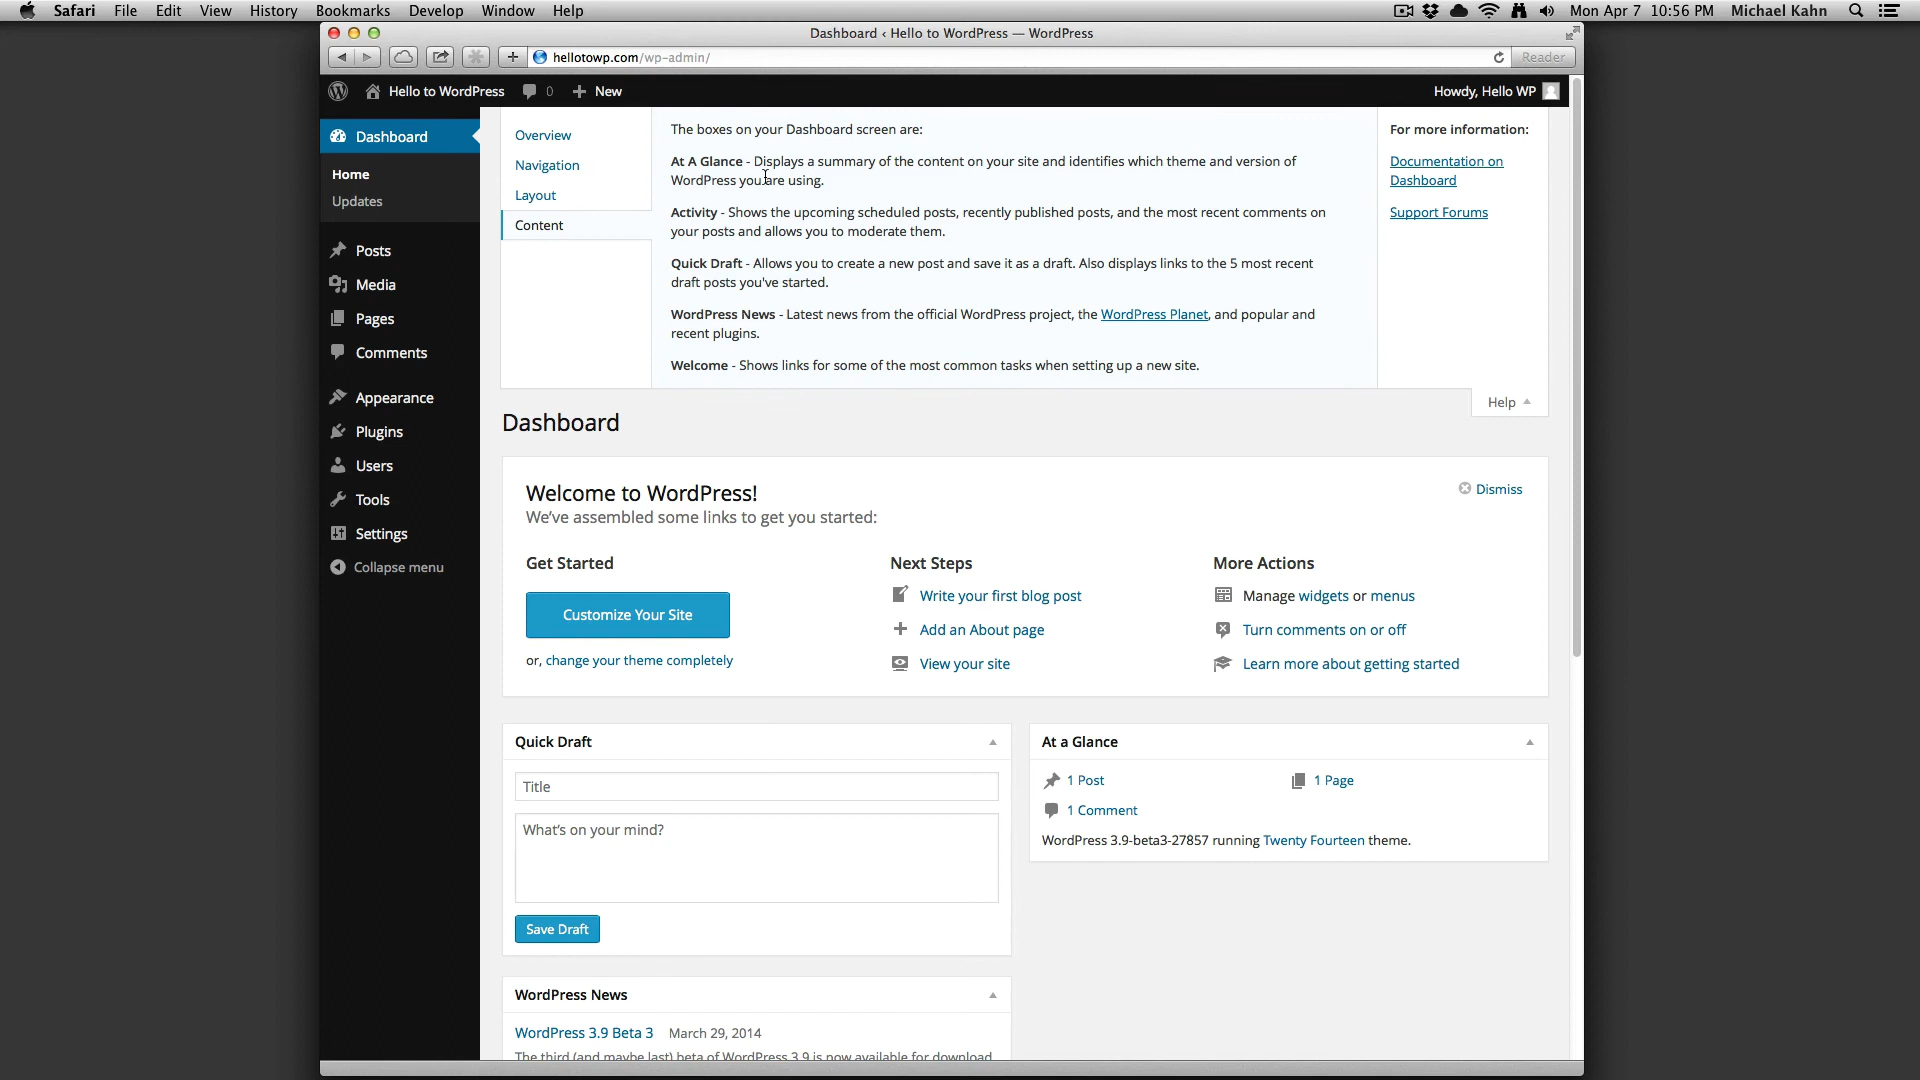 Safari File Edit View History Bookmarks Develop Window Help
Mon Apr 7 10:56 PM Michael Kahn
Dashboard ‹ Hello to WordPress — WordPress
hellotowp.com/wp-admin/
Reader
Hello to WordPress 0 New
Howdy, Hello WP
Dashboard
Home
Updates
Posts
Media
Pages
Comments
Appearance
Plugins
Users
Tools
Settings
Collapse menu
Overview
Navigation
Layout
Content
The boxes on your Dashboard screen are:
At A Glance - Displays a summary of the content on your site and identifies which theme and version of
WordPress you are using.
Activity - Shows the upcoming scheduled posts, recently published posts, and the most recent comments on
your posts and allows you to moderate them.
Quick Draft - Allows you to create a new post and save it as a draft. Also displays links to the 5 most recent
draft posts you've started.
WordPress News - Latest news from the official WordPress project, the WordPress Planet, and popular and
recent plugins.
Welcome - Shows links for some of the most common tasks when setting up a new site.
For more information:
Documentation on
Dashboard
Support Forums
Help
Dashboard
Welcome to WordPress!
We've assembled some links to get you started:
Dismiss
Get Started
Customize Your Site
or, change your theme completely
Next Steps
Write your first blog post
Add an About page
View your site
More Actions
Manage widgets or menus
Turn comments on or off
Learn more about getting started
Quick Draft
Title
What's on your mind?
Save Draft
At a Glance
1 Post
1 Page
1 Comment
WordPress 3.9-beta3-27857 running Twenty Fourteen theme.
WordPress News
WordPress 3.9 Beta 3 March 29, 2014
The third (and maybe last) beta of WordPress 3.9 is now available for download.